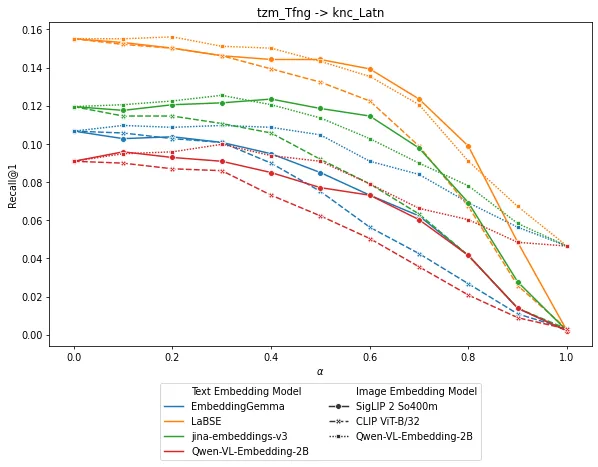 tzm_Tfng -> knc_Latn
0.16
0.14
0.12
0.10
0.08
0.06
0.04
0.02
0.00
Recall@1
0.0 0.2 0.4 0.6 0.8 1.0
α
Text Embedding Model Image Embedding Model
EmbeddingGemma SigLIP 2 So400m
LaBSE CLIP ViT-B/32
jina-embeddings-v3 Qwen-VL-Embedding-2B
Qwen-VL-Embedding-2B